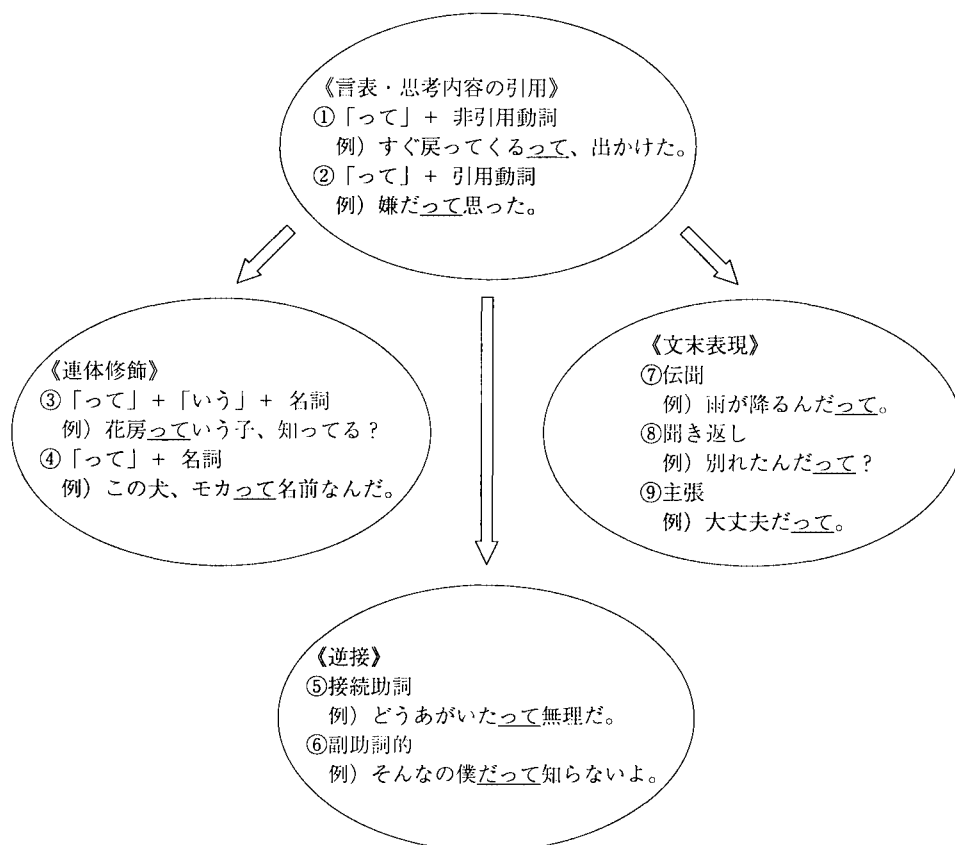 《言表・思考内容の引用》
①「って」+ 非引用動詞
例）すぐ戻ってくるって、出かけた。
②「って」+ 引用動詞
例）嫌だって思った。
《連体修飾》
③「って」+「いう」+ 名詞
例）花房っていう子、知ってる？
④「って」+ 名詞
例）この犬、モカって名前なんだ。
《文末表現》
⑦伝聞
例）雨が降るんだって。
⑧聞き返し
例）別れたんだって？
⑨主張
例）大丈夫だって。
《逆接》
⑤接続助詞
例）どうあがいたって無理だ。
⑥副助詞的
例）そんなの僕だって知らないよ。